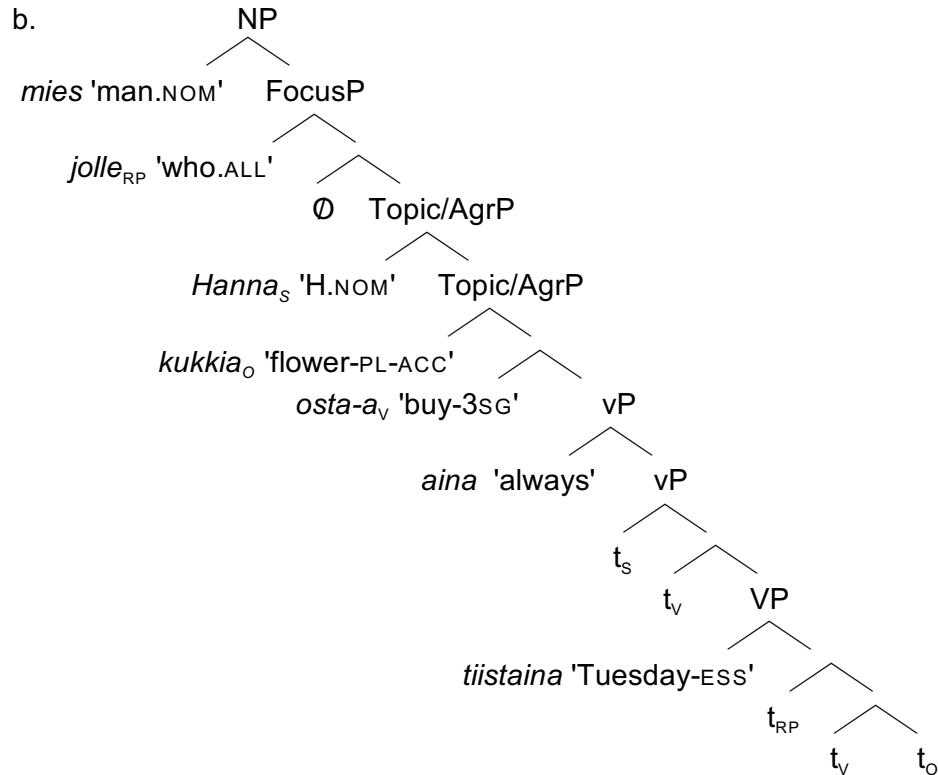 b. NP
mies 'man.NOM' FocusP
jolle_RP 'who.ALL'
∅ Topic/AgrP
Hanna_S 'H.NOM' Topic/AgrP
kukkia_O 'flower-PL-ACC'
osta-a_V 'buy-3SG' vP
aina 'always' vP
t_S
t_V VP
tiistaina 'Tuesday-ESS'
t_RP
t_V t_O